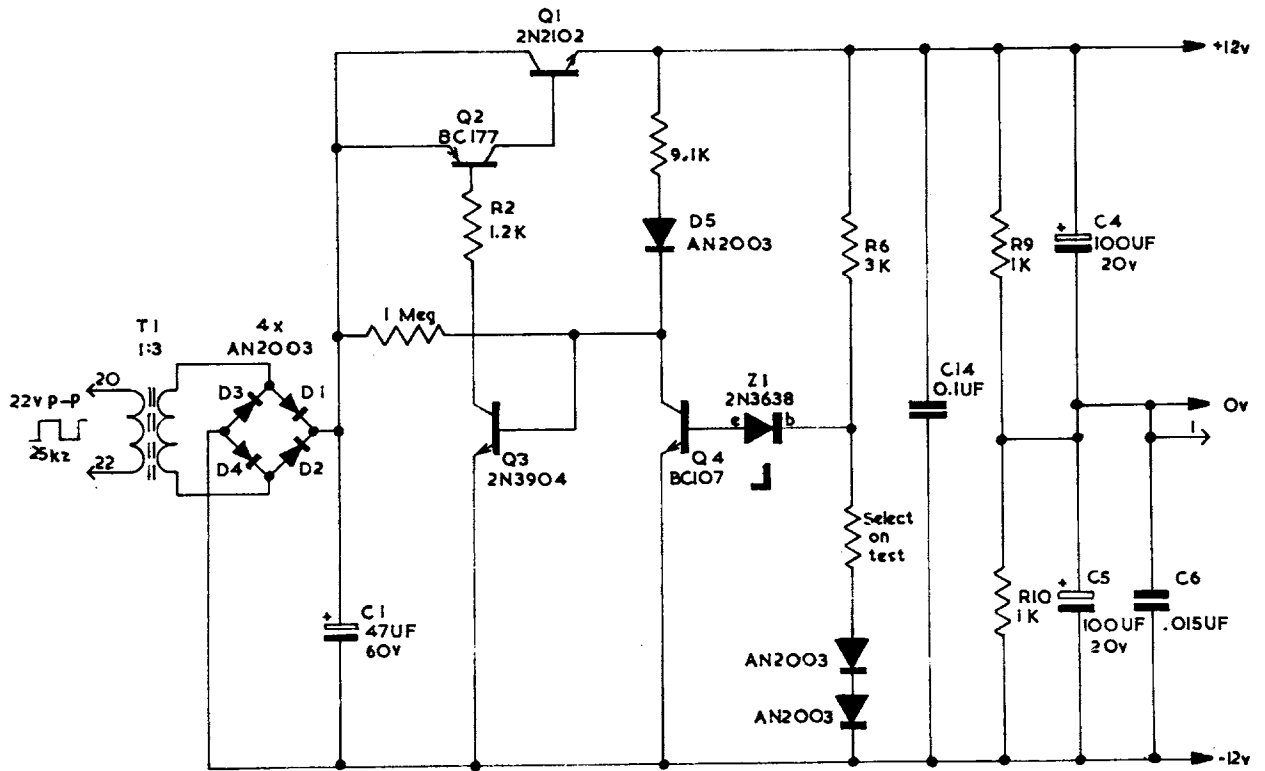 Q1
2N2102
+12v
Q2
BC177
9.1K
R2
1.2K
D5
AN2003
R6
3K
R9
1K
C4
+
100UF
20v
T1
1:3
4x
AN2003
1 Meg
20
22v p-p
25kz
22
D3
D1
D4
D2
Z1
2N3638
e
b
C14
0.1UF
0v
1
Q3
2N3904
Q4
BC107
Select
on
test
+
C1
47UF
60v
R10
1K
+
C5
100UF
20v
C6
.015UF
AN2003
AN2003
-12v